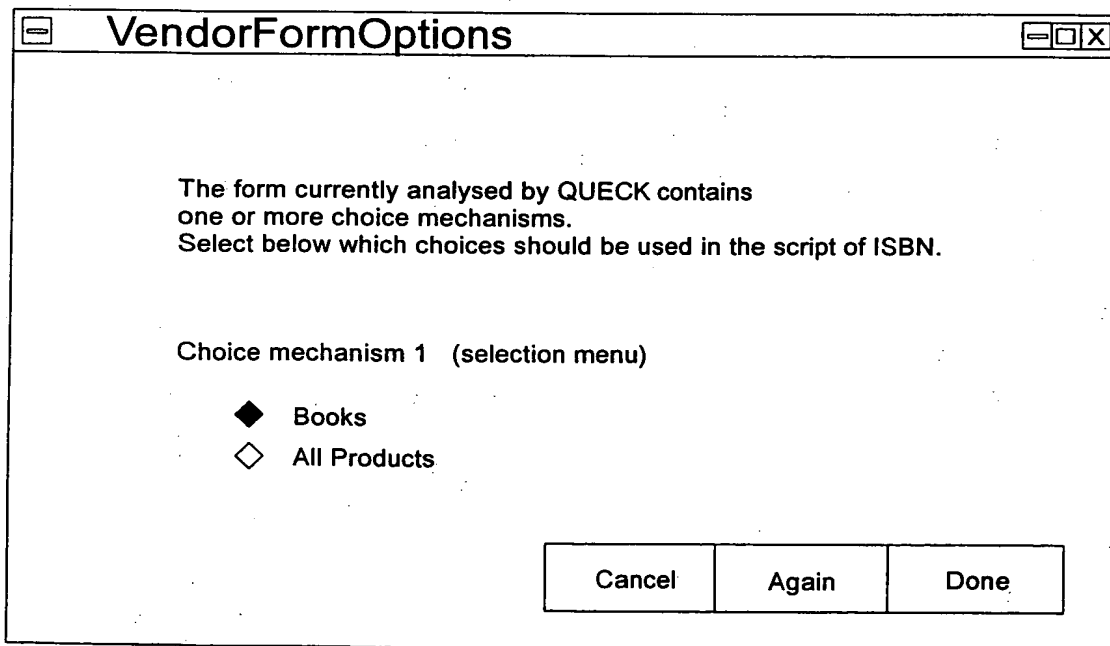 VendorFormOptions
The form currently analysed by QUECK contains
one or more choice mechanisms.
Select below which choices should be used in the script of ISBN.
Choice mechanism 1 (selection menu)
Books
All Products
Cancel Again Done